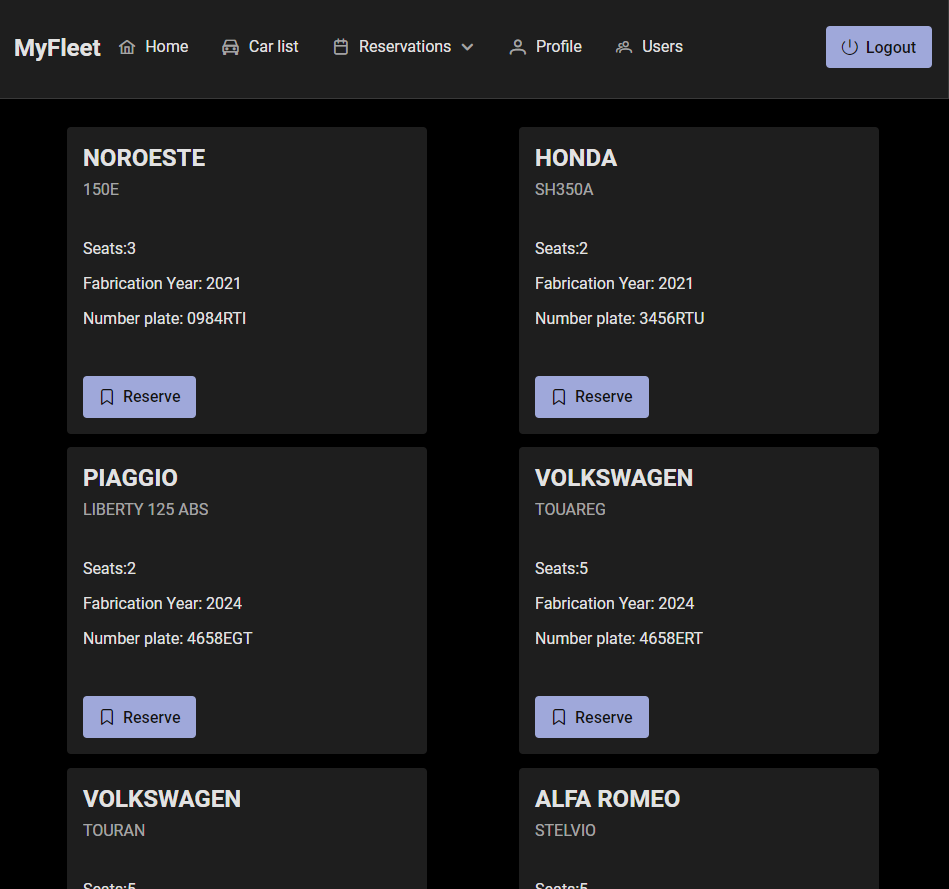 MyFleet Home Car list Reservations Profile Users Logout
NOROESTE
150E
Seats:3
Fabrication Year: 2021
Number plate: 0984RTI
Reserve
HONDA
SH350A
Seats:2
Fabrication Year: 2021
Number plate: 3456RTU
Reserve
PIAGGIO
LIBERTY 125 ABS
Seats:2
Fabrication Year: 2024
Number plate: 4658EGT
Reserve
VOLKSWAGEN
TOUAREG
Seats:5
Fabrication Year: 2024
Number plate: 4658ERT
Reserve
VOLKSWAGEN
TOURAN
Seats:5
ALFA ROMEO
STELVIO
Seats:5